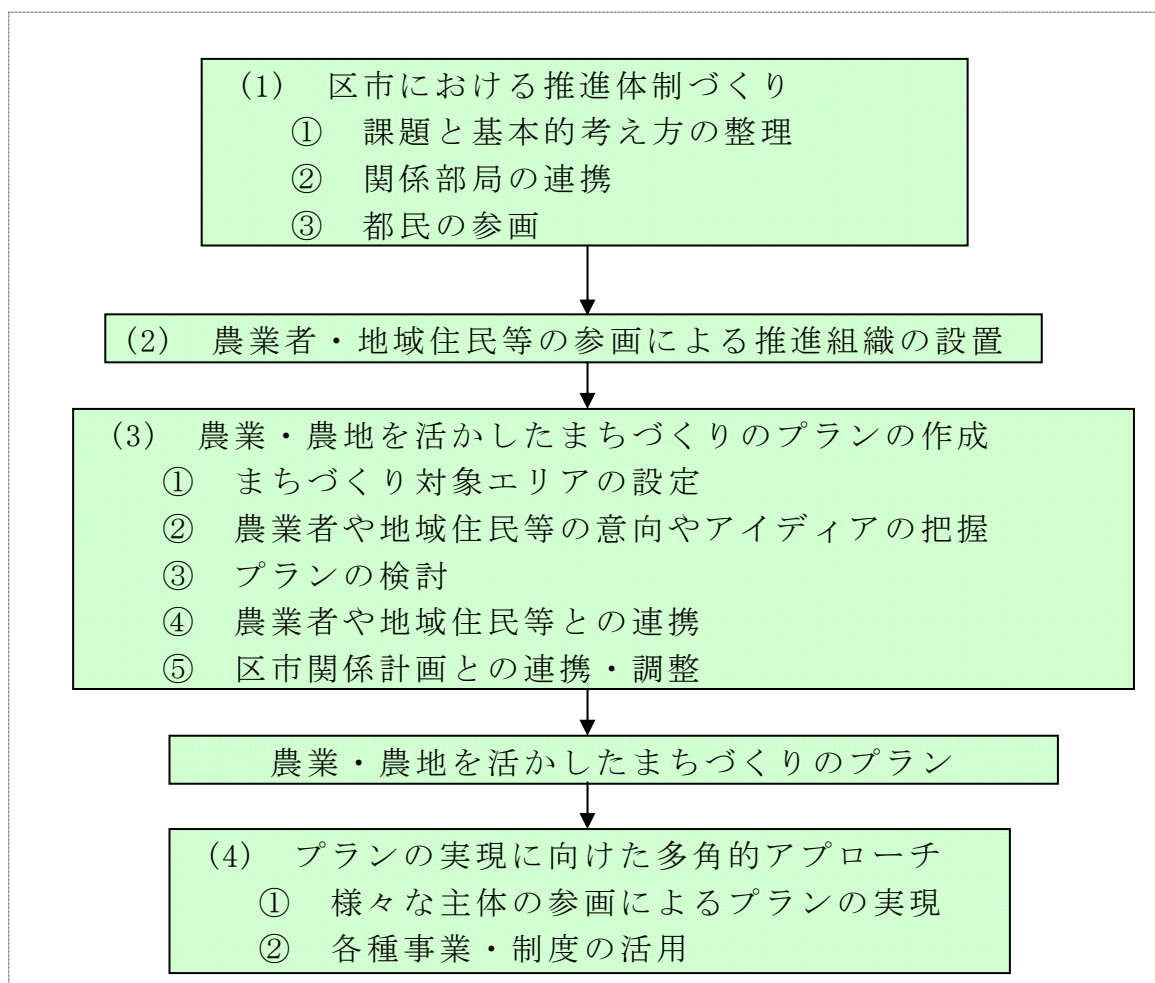 (1) 区市における推進体制づくり
① 課題と基本的考え方の整理
② 関係部局の連携
③ 都民の参画
(2) 農業者・地域住民等の参画による推進組織の設置
(3) 農業・農地を活かしたまちづくりのプランの作成
① まちづくり対象エリアの設定
② 農業者や地域住民等の意向やアイディアの把握
③ プランの検討
④ 農業者や地域住民等との連携
⑤ 区市関係計画との連携・調整
農業・農地を活かしたまちづくりのプラン
(4) プランの実現に向けた多角的アプローチ
① 様々な主体の参画によるプランの実現
② 各種事業・制度の活用